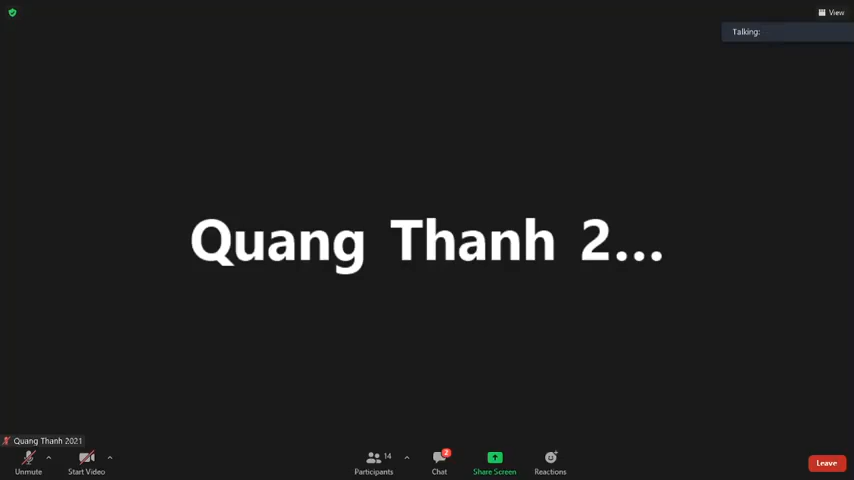 View
Talking:
Quang Thanh 2...
Quang Thanh 2021
14
2
Unmute
Start Video
Participants
Chat
Share Screen
Reactions
Leave